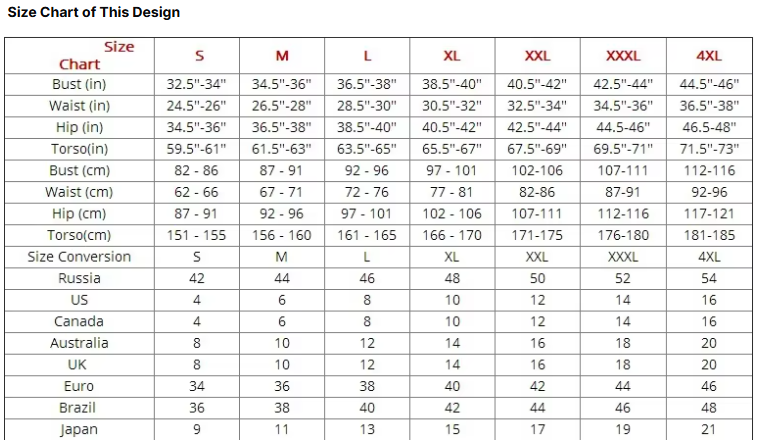 Size Chart of This Design
Size Chart S M L XL XXL XXXL 4XL
Bust (in) 32.5"-34" 34.5"-36" 36.5"-38" 38.5"-40" 40.5"-42" 42.5"-44" 44.5"-46"
Waist (in) 24.5"-26" 26.5"-28" 28.5"-30" 30.5"-32" 32.5"-34" 34.5"-36" 36.5"-38"
Hip (in) 34.5"-36" 36.5"-38" 38.5"-40" 40.5"-42" 42.5"-44" 44.5-46" 46.5-48"
Torso(in) 59.5"-61" 61.5"-63" 63.5"-65" 65.5"-67" 67.5"-69" 69.5"-71" 71.5"-73"
Bust (cm) 82 - 86 87 - 91 92 - 96 97 - 101 102-106 107-111 112-116
Waist (cm) 62 - 66 67 - 71 72 - 76 77 - 81 82-86 87-91 92-96
Hip (cm) 87 - 91 92 - 96 97 - 101 102 - 106 107-111 112-116 117-121
Torso(cm) 151 - 155 156 - 160 161 - 165 166 - 170 171-175 176-180 181-185
Size Conversion S M L XL XXL XXXL 4XL
Russia 42 44 46 48 50 52 54
US 4 6 8 10 12 14 16
Canada 4 6 8 10 12 14 16
Australia 8 10 12 14 16 18 20
UK 8 10 12 14 16 18 20
Euro 34 36 38 40 42 44 46
Brazil 36 38 40 42 44 46 48
Japan 9 11 13 15 17 19 21